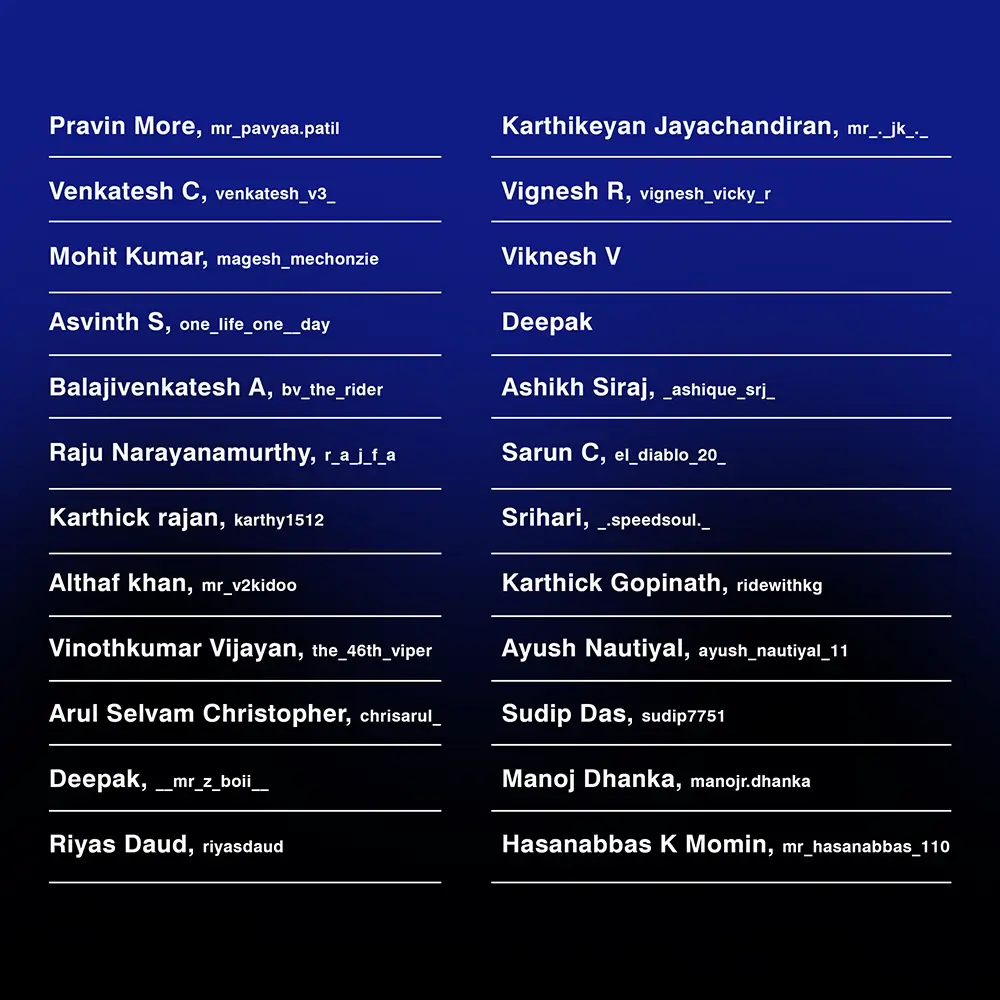 Pravin More, mr_pavyaa.patil
Venkatesh C, venkatesh_v3_
Mohit Kumar, magesh_mechonzie
Asvinth S, one_life_one__day
Balajivenkatesh A, bv_the_rider
Raju Narayanamurthy, r_a_j_f_a
Karthick rajan, karthy1512
Althaf khan, mr_v2kidoo
Vinothkumar Vijayan, the_46th_viper
Arul Selvam Christopher, chrisarul_
Deepak, __mr_z_boii__
Riyas Daud, riyasdaud
Karthikeyan Jayachandiran, mr_._jk_._
Vignesh R, vignesh_vicky_r
Viknesh V
Deepak
Ashikh Siraj, _ashique_srj_
Sarun C, el_diablo_20_
Srihari, _.speedsoul._
Karthick Gopinath, ridewithkg
Ayush Nautiyal, ayush_nautiyal_11
Sudip Das, sudip7751
Manoj Dhanka, manojr.dhanka
Hasanabbas K Momin, mr_hasanabbas_110